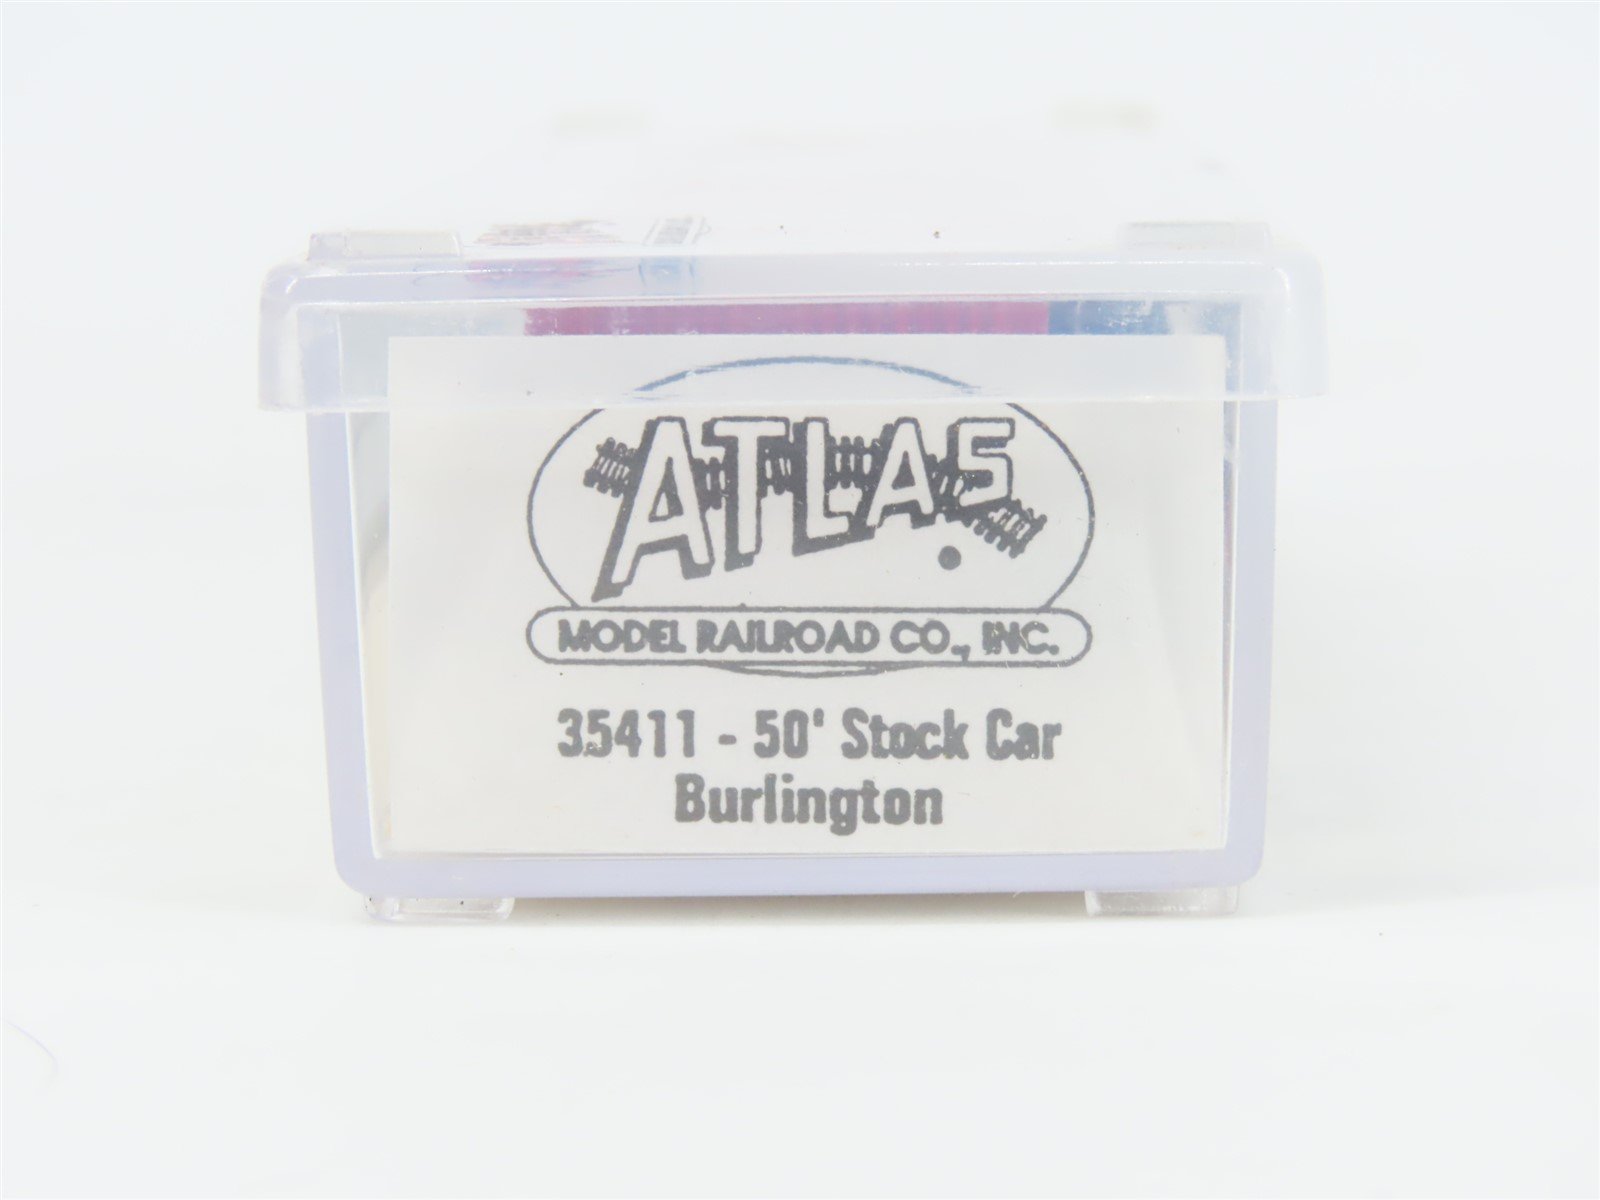 ATLAS
MODEL RAILROAD CO., INC.
35411 - 50' Stock Car
Burlington